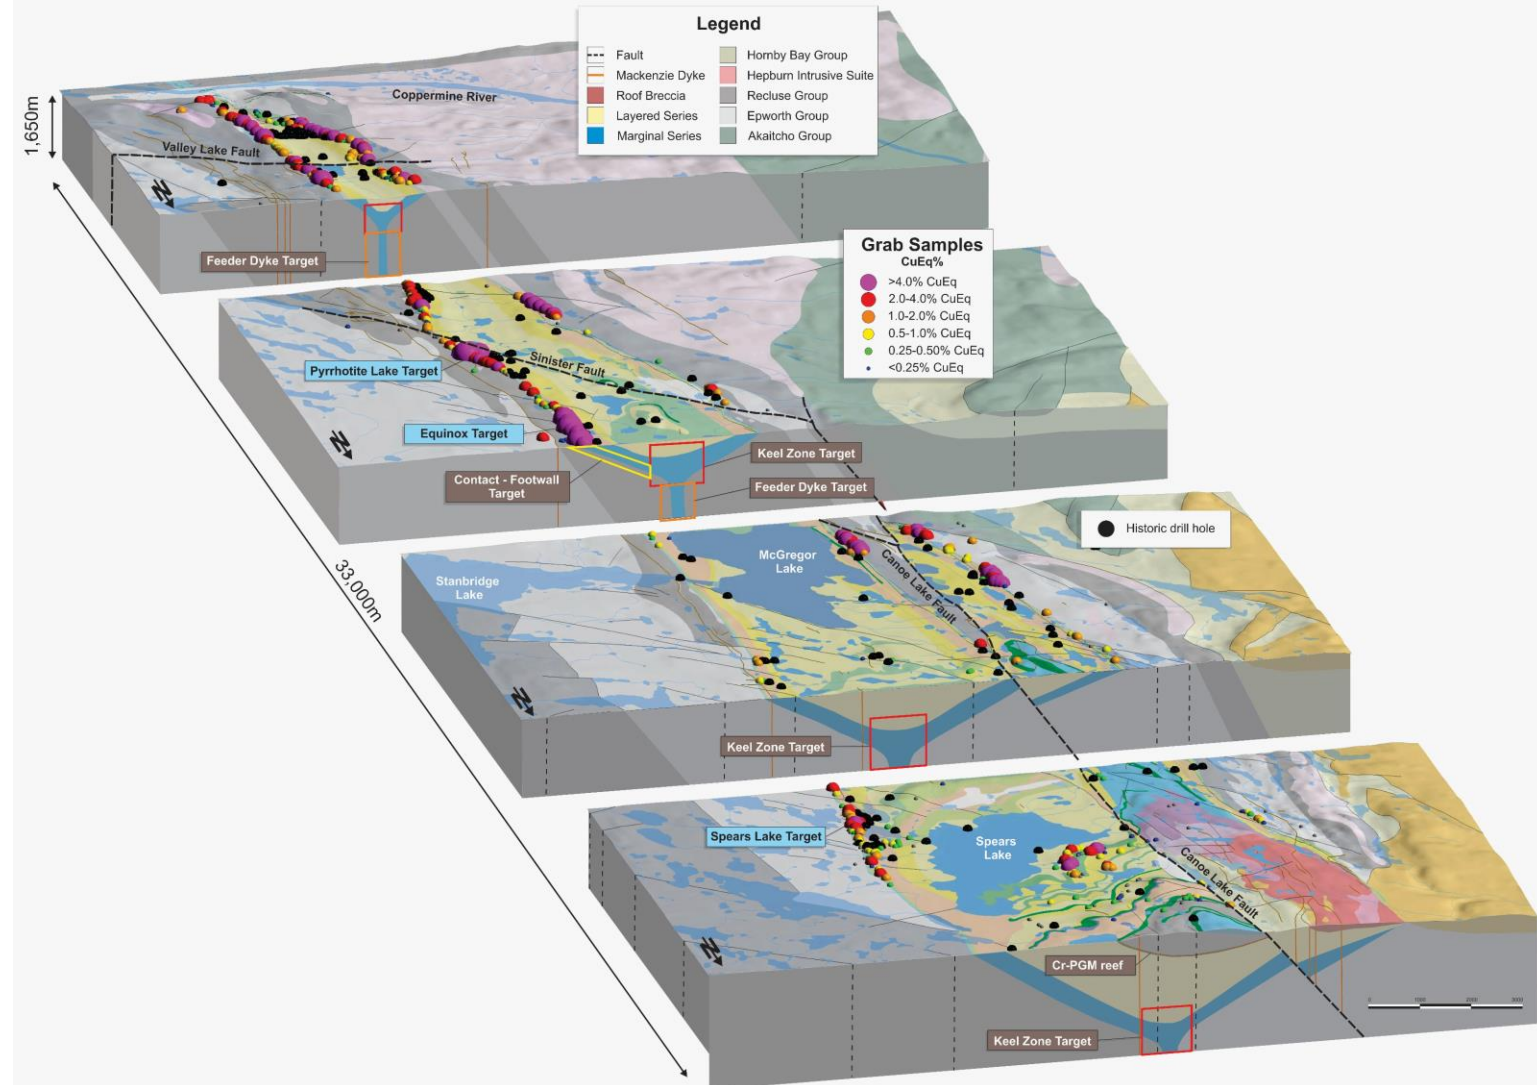 Legend
Fault
Mackenzie Dyke
Roof Breccia
Layered Series
Marginal Series
Hornby Bay Group
Hepburn Intrusive Suite
Recluse Group
Epworth Group
Akaitcho Group
Coppermine River
1,650m
Valley Lake Fault
N
Feeder Dyke Target
Grab Samples
CuEq%
>4.0% CuEq
2.0-4.0% CuEq
1.0-2.0% CuEq
0.5-1.0% CuEq
0.25-0.50% CuEq
<0.25% CuEq
Pyrrhotite Lake Target
Sinister Fault
Equinox Target
N
Keel Zone Target
Contact - Footwall
Target
Feeder Dyke Target
Historic drill hole
33,000m
Stanbridge
Lake
McGregor
Lake
Canoe Lake Fault
N
Keel Zone Target
Spears Lake Target
Spears
Lake
Canoe Lake Fault
N
Cr-PGM reef
Keel Zone Target
0 1000 2000 3000